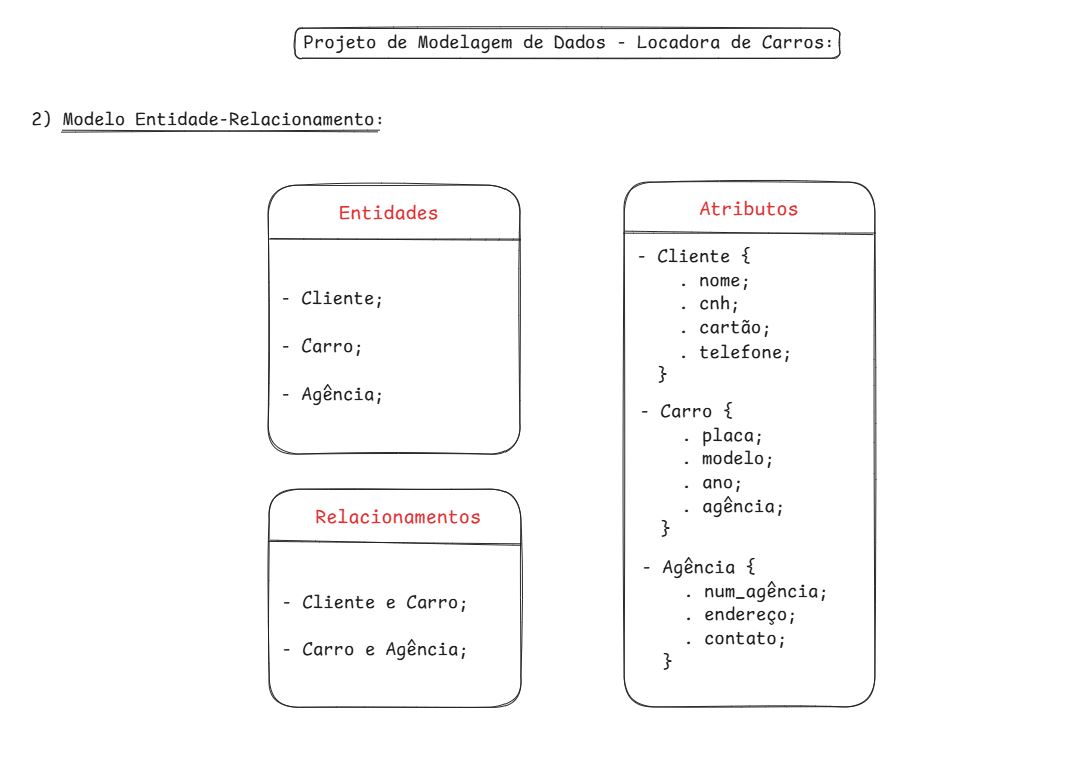 Projeto de Modelagem de Dados - Locadora de Carros:
2) Modelo Entidade-Relacionamento:
Entidades
- Cliente;
- Carro;
- Agência;
Relacionamentos
- Cliente e Carro;
- Carro e Agência;
Atributos
- Cliente {
. nome;
. cnh;
. cartão;
. telefone;
}
- Carro {
. placa;
. modelo;
. ano;
. agência;
}
- Agência {
. num_agência;
. endereço;
. contato;
}